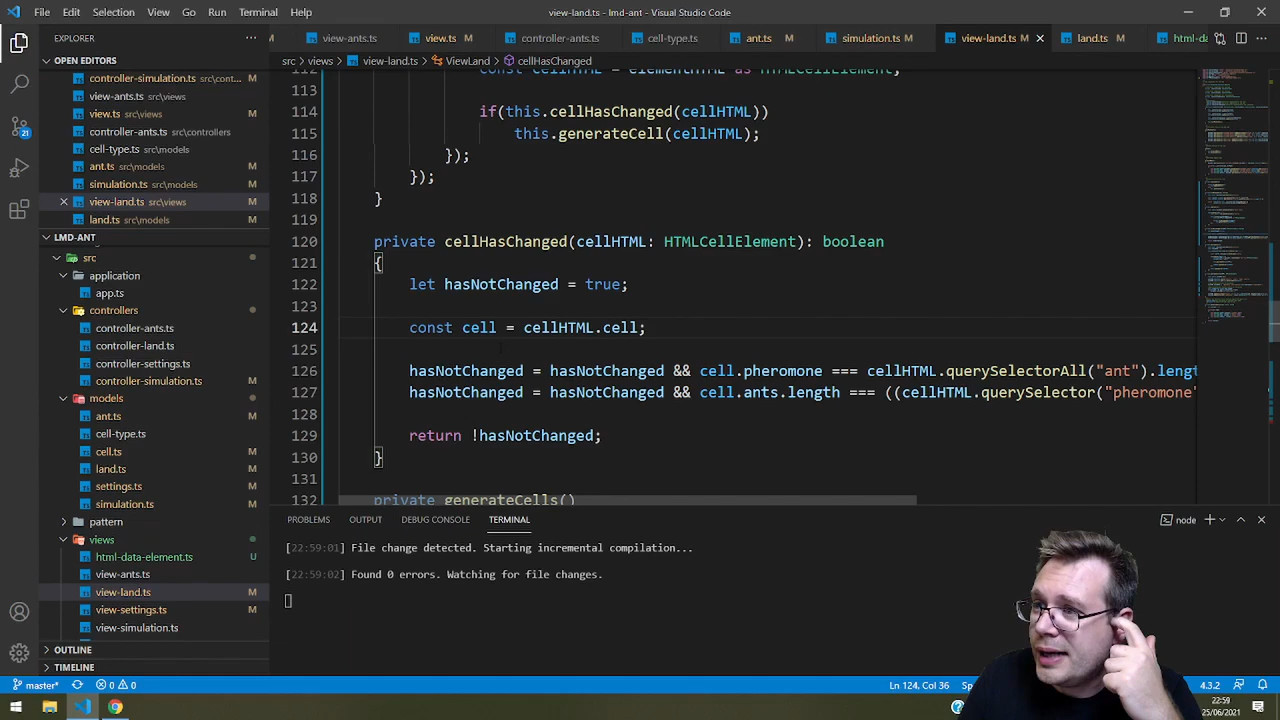 File Edit Selection View Go Run Terminal Help
view-land.ts - lmd-ant - Visual Studio Code
EXPLORER
view-ants.ts
view.ts M
controller-ants.ts
cell-type.ts
ant.ts M
simulation.ts M
view-land.ts M
land.ts M
html-da
OPEN EDITORS
controller-simulation.ts src\cont... M
view-ants.ts src\views
view.ts src\views M
controller-ants.ts src\controllers
cell-type.ts src\models
ant.ts src\models M
simulation.ts src\models M
view-land.ts src\views M
land.ts src\models M
LMD-ANT
src
application
app.ts
controllers
controller-ants.ts
controller-land.ts
controller-settings.ts
controller-simulation.ts M
models
ant.ts M
cell-type.ts
cell.ts M
land.ts M
settings.ts M
simulation.ts M
pattern
views
html-data-element.ts U
view-ants.ts
view-land.ts M
view-settings.ts M
view-simulation.ts
OUTLINE
TIMELINE
src > views > view-land.ts > ViewLand > cellHasChanged
112 const cellHTML = elementHTML as HTMLCellElement;
113
114 if(this.cellHasChanged(cellHTML))
115 this.generateCell(cellHTML);
116 });
117 });
118 }
119
120 private cellHasChanged(cellHTML: HTMLCellElement): boolean
121 {
122 let hasNotChanged = true;
123
124 const cell = cellHTML.cell;
125
126 hasNotChanged = hasNotChanged && cell.pheromone === cellHTML.querySelectorAll("ant").leng
127 hasNotChanged = hasNotChanged && cell.ants.length === ((cellHTML.querySelector("pheromone"
128
129 return !hasNotChanged;
130 }
131
132 private generateCells()
PROBLEMS OUTPUT DEBUG CONSOLE TERMINAL
node
[22:59:01] File change detected. Starting incremental compilation...
[22:59:02] Found 0 errors. Watching for file changes.
21
master*
0 0
Ln 124, Col 36
4.3.2
22:59
25/06/2021